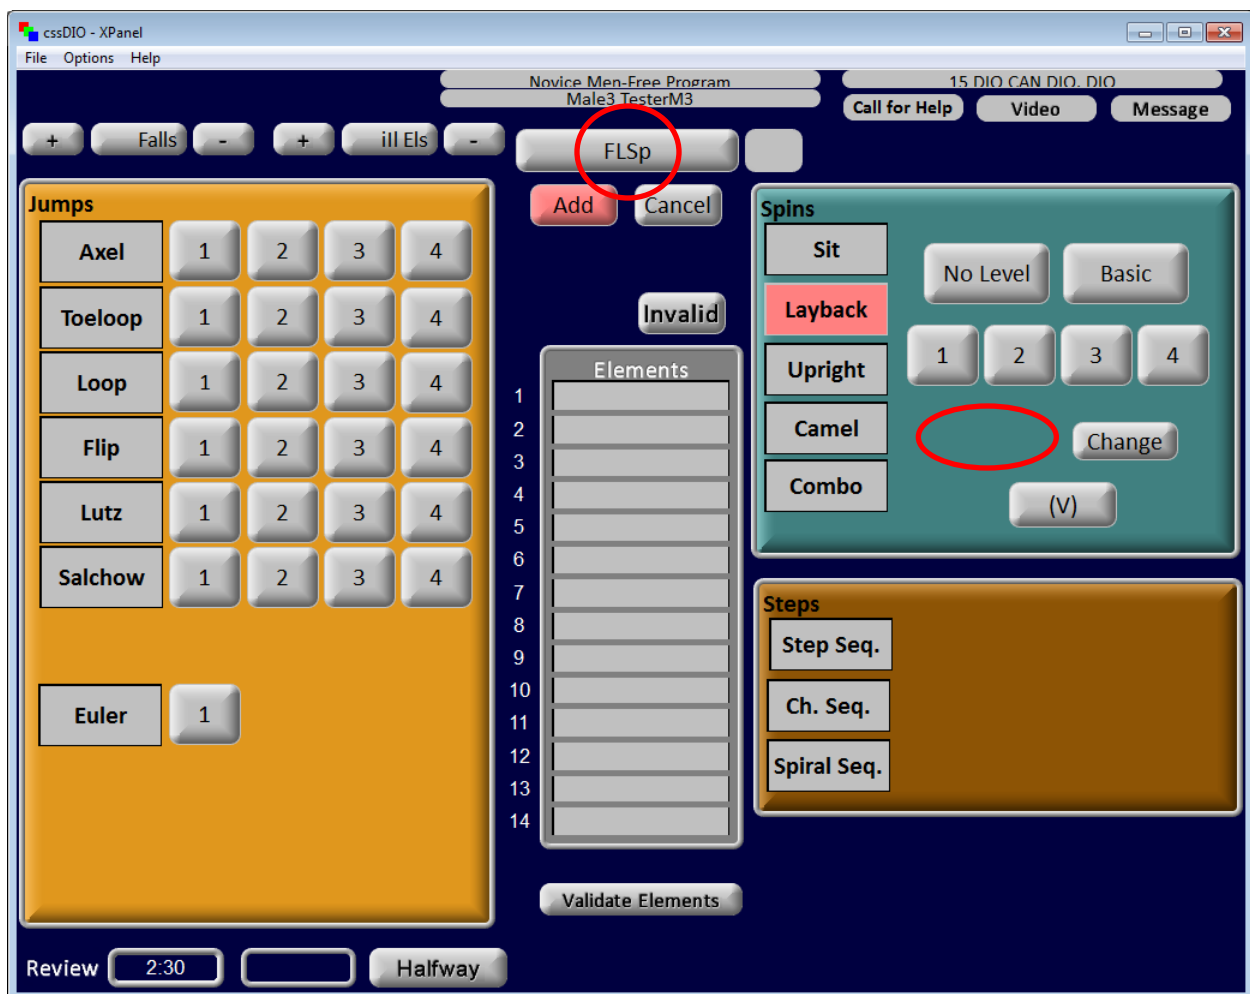 cssDIO - XPanel
File Options Help
Novice Men-Free Program
Male3 TesterM3
15 DIO CAN DIO. DIO
Call for Help Video Message
+ Falls - + ill Els -
FLSp
Add Cancel
Jumps
Axel 1 2 3 4
Toeloop 1 2 3 4
Loop 1 2 3 4
Flip 1 2 3 4
Lutz 1 2 3 4
Salchow 1 2 3 4
Euler 1
Invalid
Elements
1
2
3
4
5
6
7
8
9
10
11
12
13
14
Validate Elements
Spins
Sit
Layback
Upright
Camel
Combo
No Level Basic
1 2 3 4
Change
(V)
Steps
Step Seq.
Ch. Seq.
Spiral Seq.
Review 2:30 Halfway